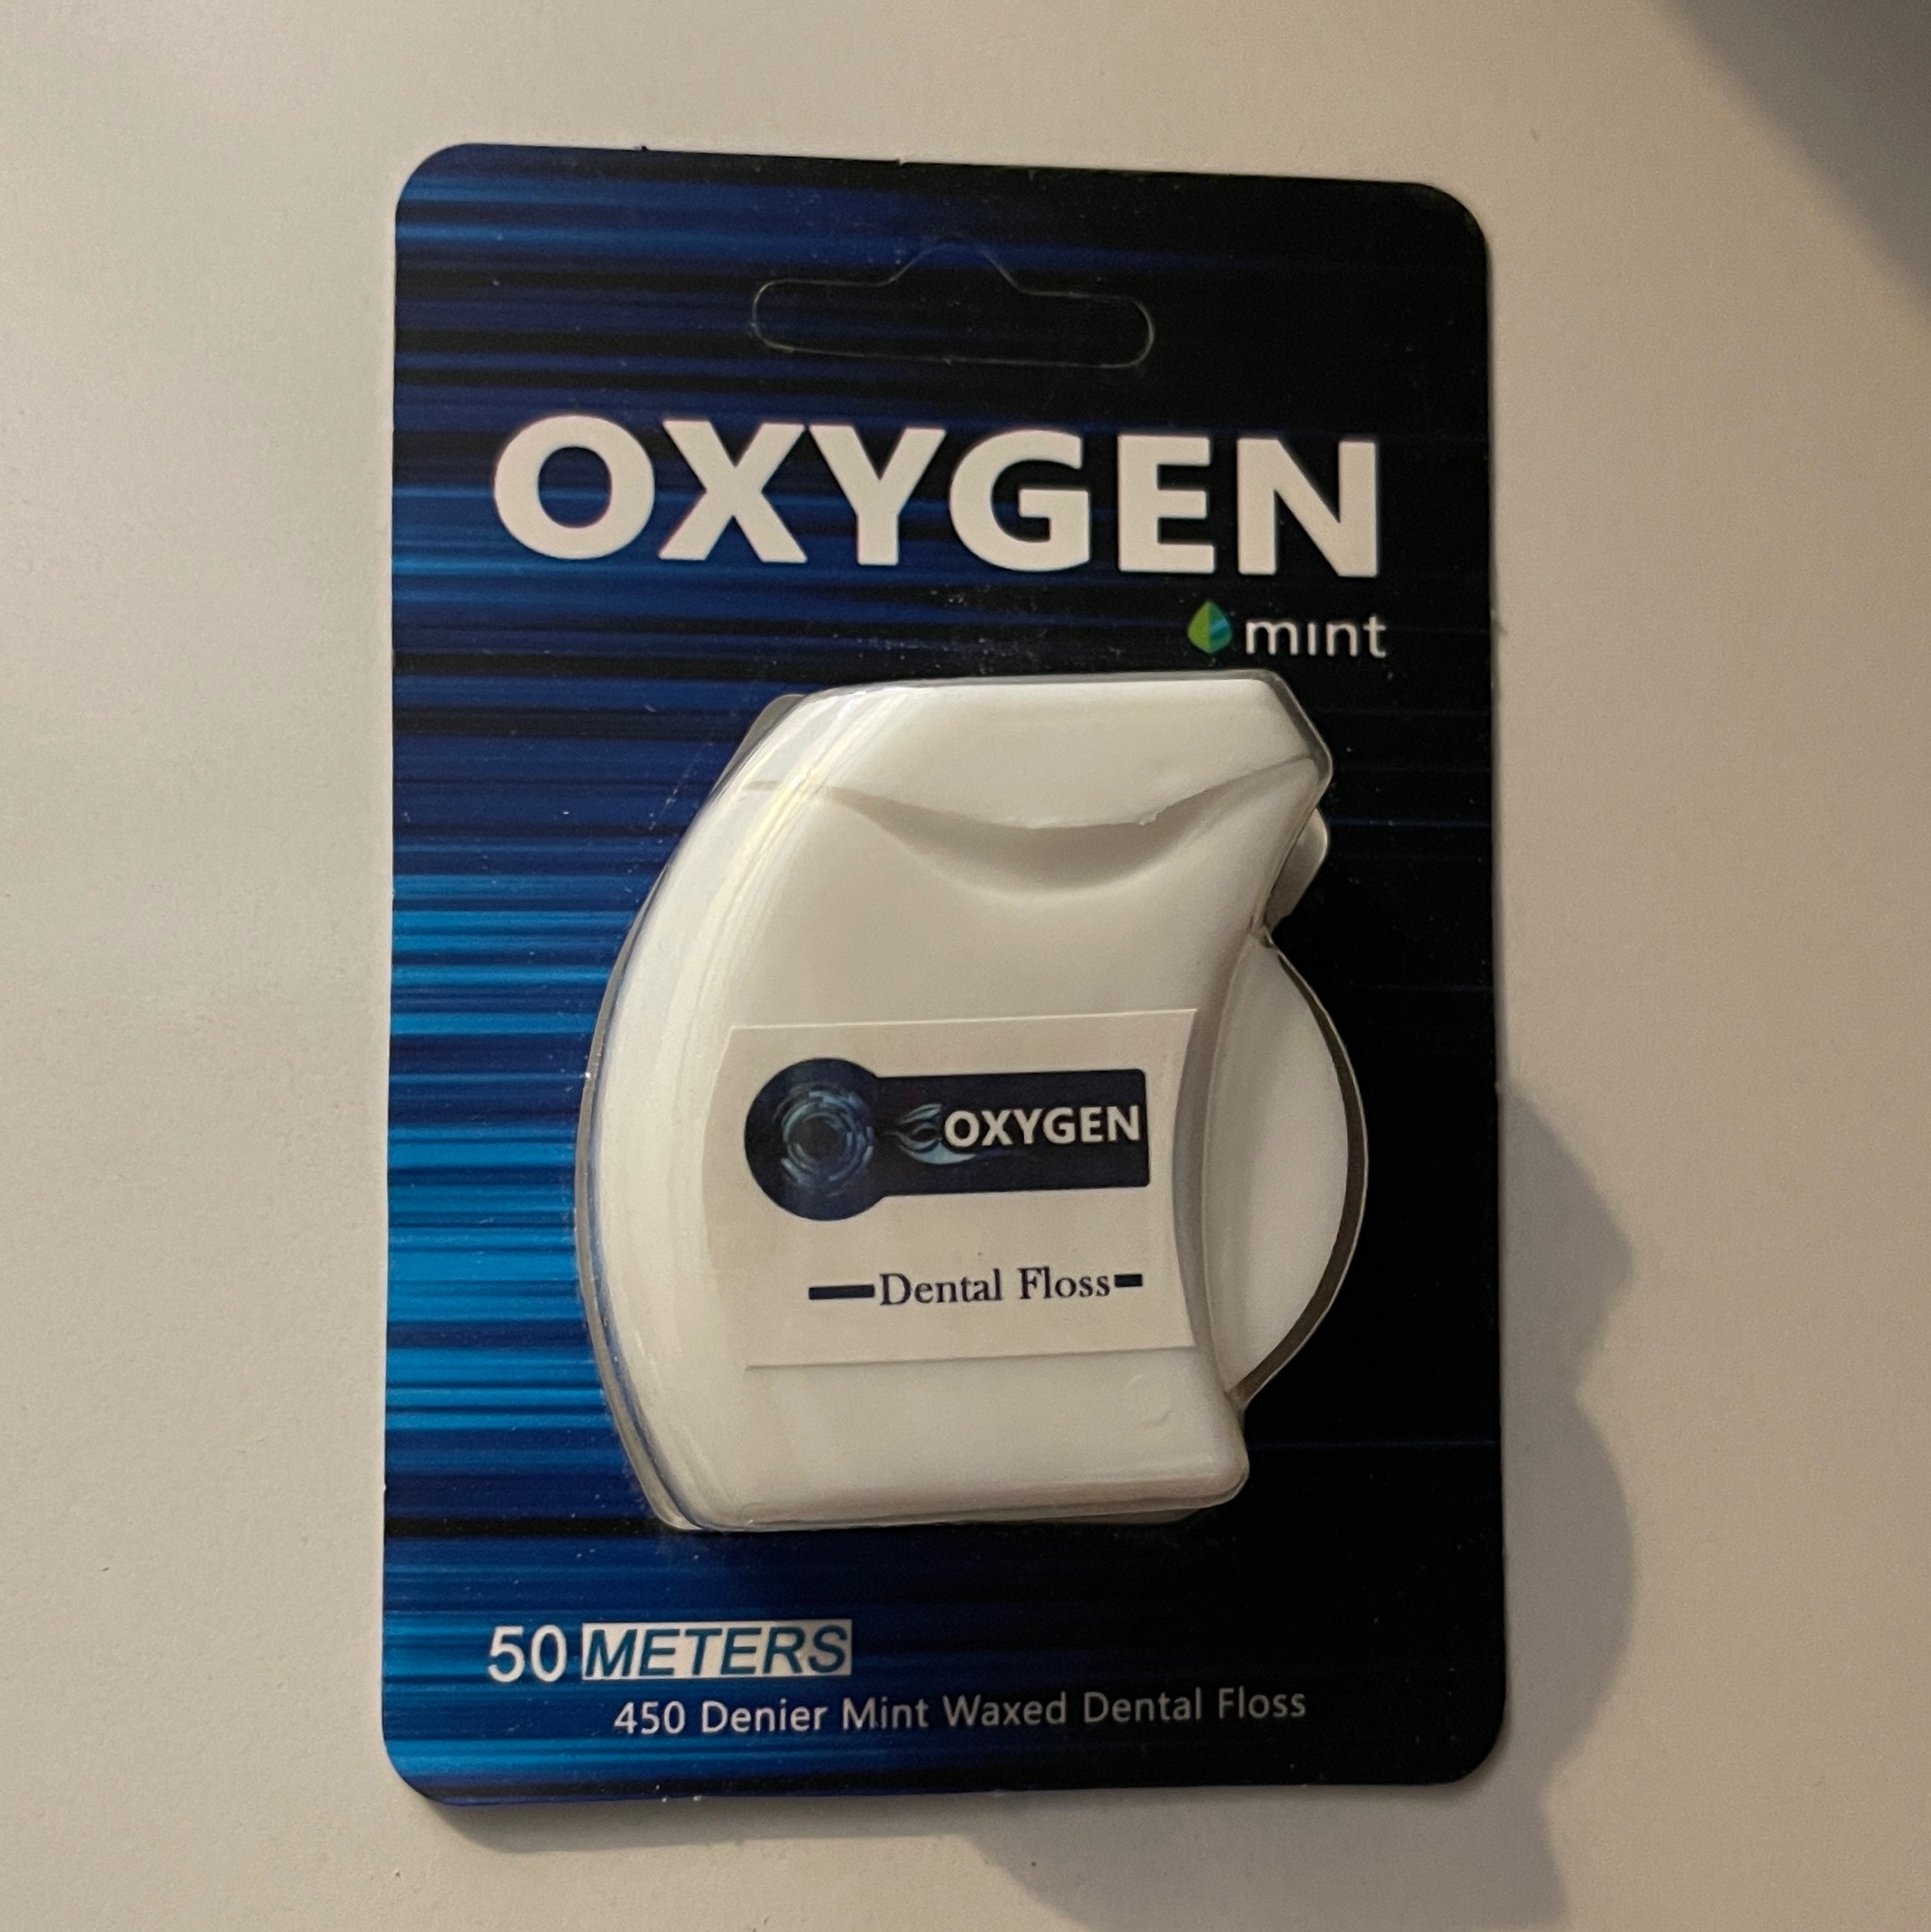 OXYGEN
mint
OXYGEN
Dental Floss
50 METERS
450 Denier Mint Waxed Dental Floss